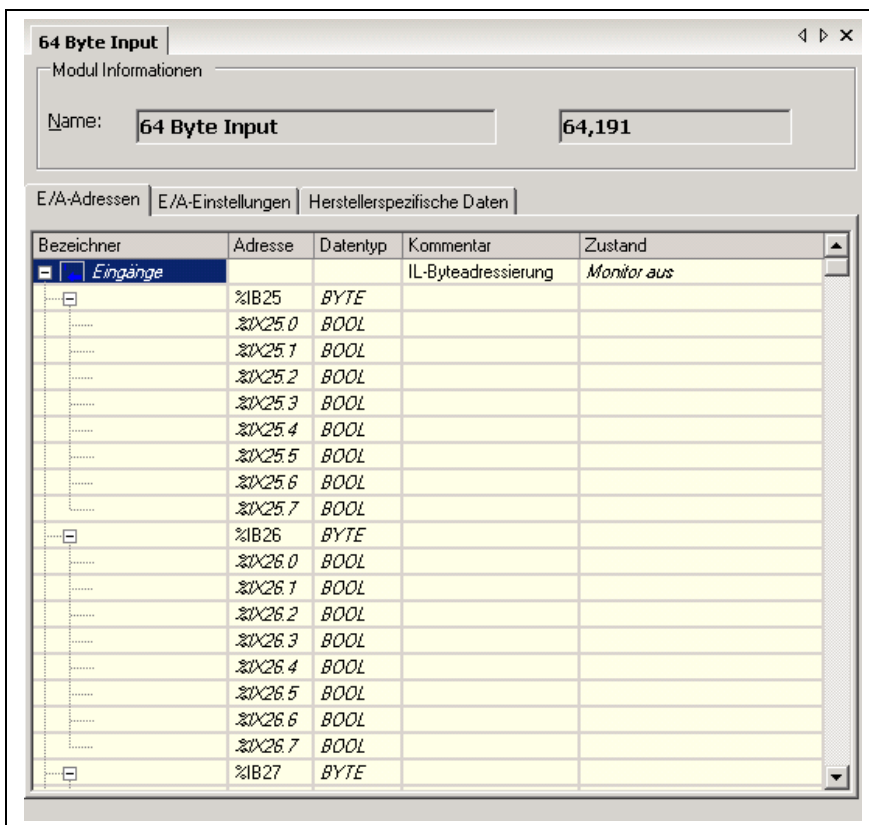 64 Byte Input
Modul Informationen
Name: 64 Byte Input 64,191
E/A-Adressen E/A-Einstellungen Herstellerspezifische Daten
Bezeichner Adresse Datentyp Kommentar Zustand
Eingänge IL-Byteadressierung Monitor aus
%IB25 BYTE
%IX25.0 BOOL
%IX25.1 BOOL
%IX25.2 BOOL
%IX25.3 BOOL
%IX25.4 BOOL
%IX25.5 BOOL
%IX25.6 BOOL
%IX25.7 BOOL
%IB26 BYTE
%IX26.0 BOOL
%IX26.1 BOOL
%IX26.2 BOOL
%IX26.3 BOOL
%IX26.4 BOOL
%IX26.5 BOOL
%IX26.6 BOOL
%IX26.7 BOOL
%IB27 BYTE